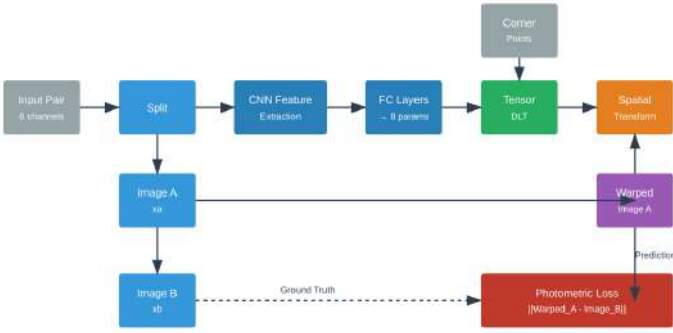 Corner
Points
Input Pair
6 channels
Split
CNN Feature
Extraction
FC Layers
→ 8 params
Tensor
DLT
Spatial
Transform
Image A
xa
Warped
Image A
Prediction
Image B
xb
Ground Truth
Photometric Loss
||Warped_A - Image_B||